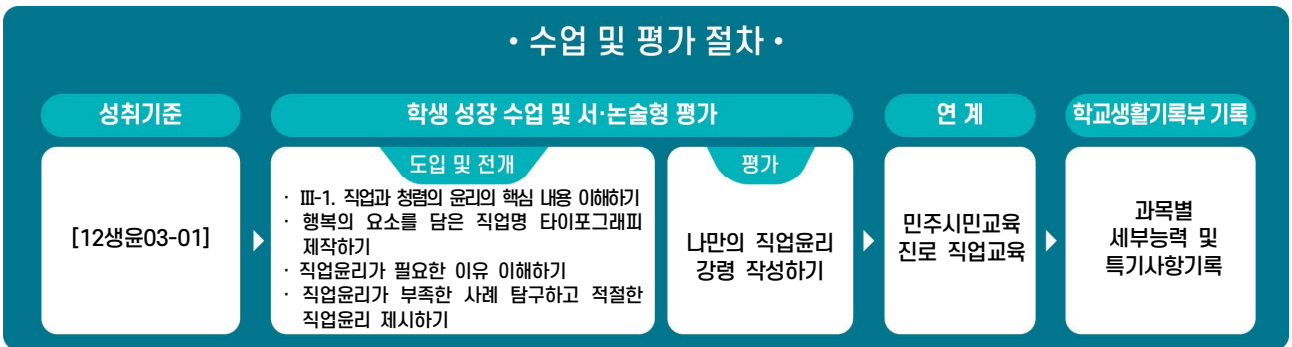 • 수업 및 평가 절차 •
성취기준
학생 성장 수업 및 서·논술형 평가
연 계
학교생활기록부 기록
[12생윤03-01]
도입 및 전개
· Ⅲ-1. 직업과 청렴의 윤리의 핵심 내용 이해하기
· 행복의 요소를 담은 직업명 타이포그래피
제작하기
· 직업윤리가 필요한 이유 이해하기
· 직업윤리가 부족한 사례 탐구하고 적절한
직업윤리 제시하기
평가
나만의 직업윤리
강령 작성하기
민주시민교육
진로 직업교육
과목별
세부능력 및
특기사항기록